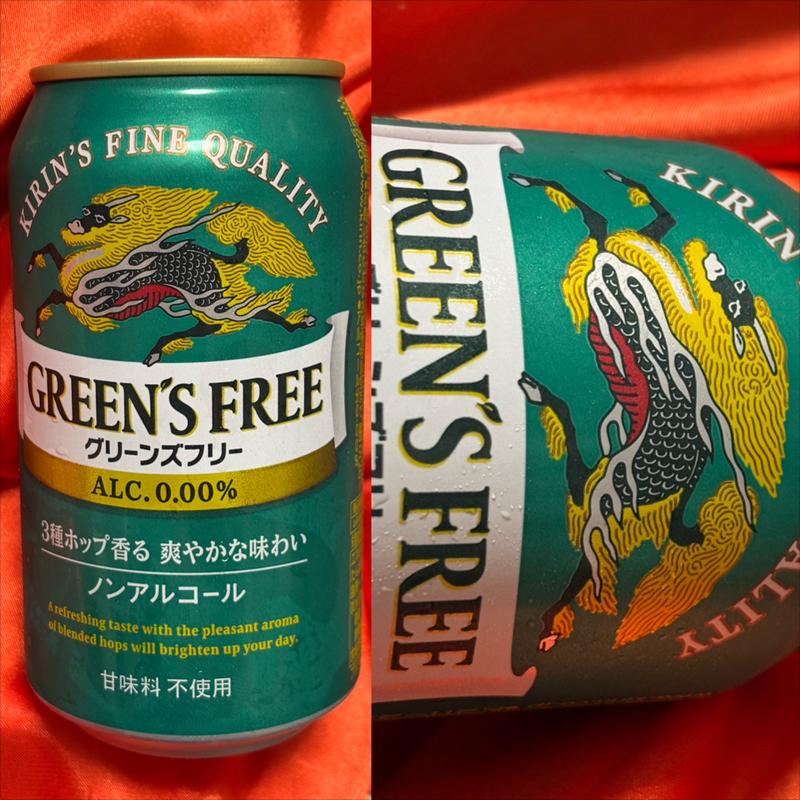 KIRIN'S FINE QUALITY
GREEN'S FREE
グリーンズフリー
ALC.0.00%
3種ホップ香る 爽やかな味わい
ノンアルコール
A refreshing taste with the pleasant aroma
of blended hops will brighten up your day.
甘味料 不使用
KIRIN
ALITY
GREEN'S FREE